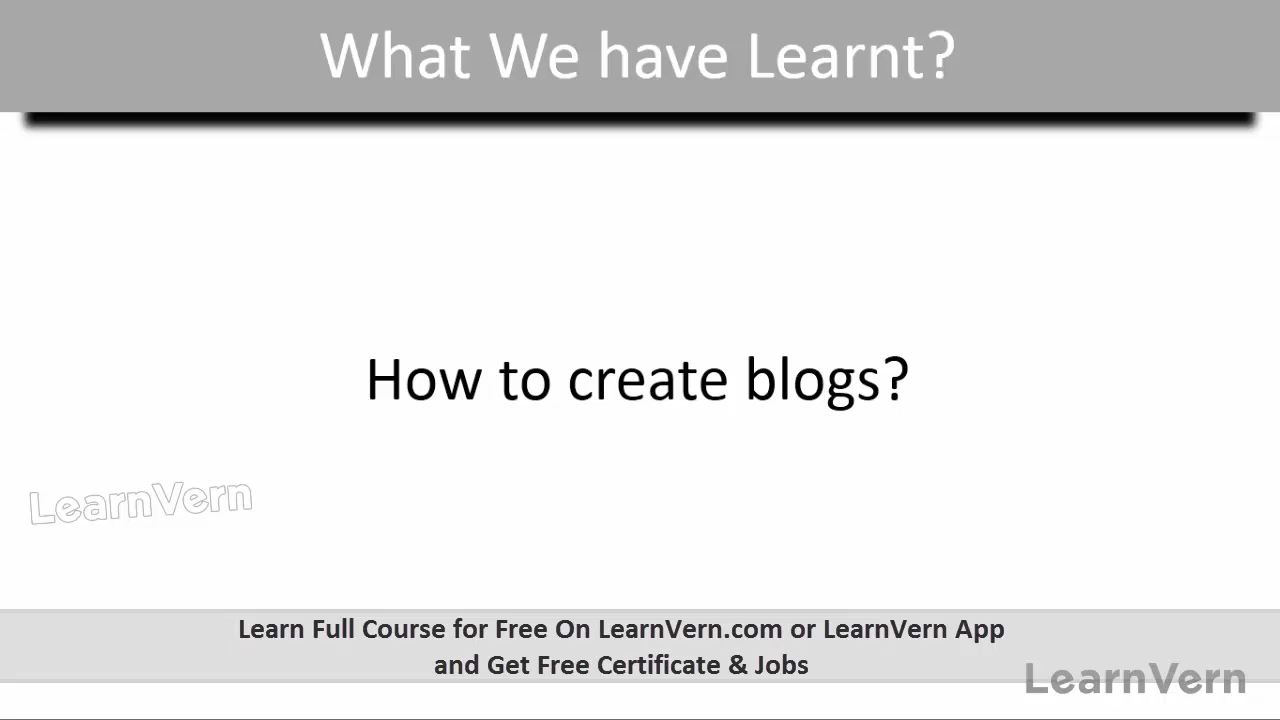 What We have Learnt?
How to create blogs?
LearnVern
Learn Full Course for Free On LearnVern.com or LearnVern App
and Get Free Certificate & Jobs
LearnVern